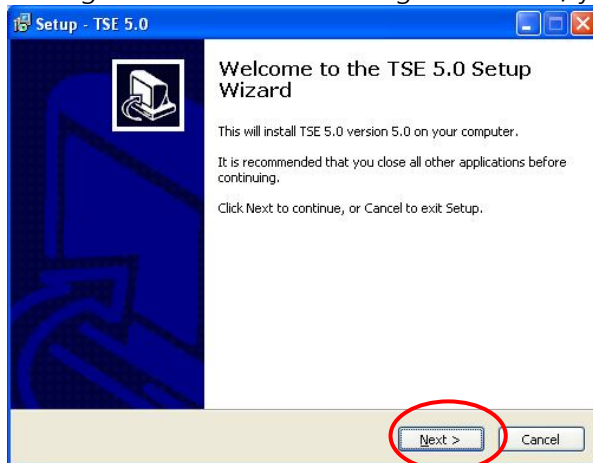 Setup - TSE 5.0
Welcome to the TSE 5.0 Setup
Wizard
This will install TSE 5.0 version 5.0 on your computer.
It is recommended that you close all other applications before
continuing.
Click Next to continue, or Cancel to exit Setup.
Next >
Cancel